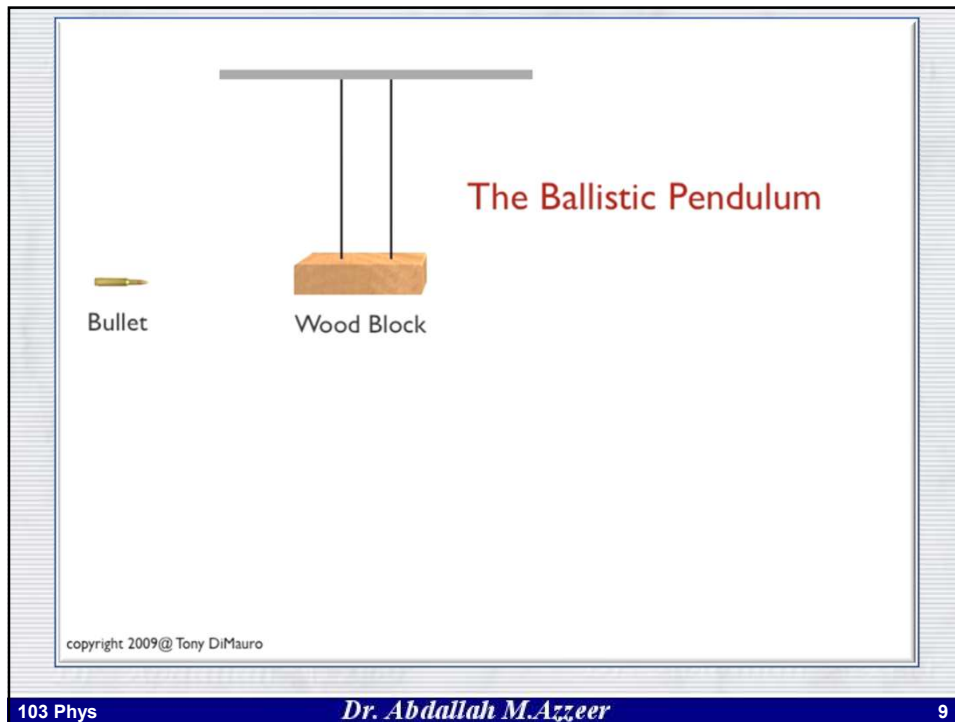 The Ballistic Pendulum
Bullet
Wood Block
copyright 2009@ Tony DiMauro
103 Phys
Dr. Abdallah M.Azzeer
9